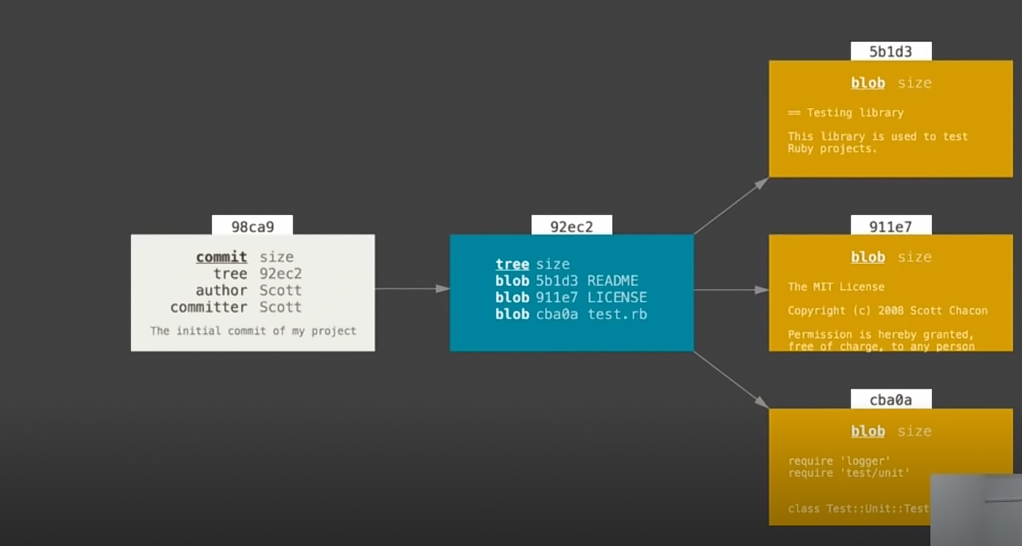 98ca9
commit size
tree 92ec2
author Scott
committer Scott
The initial commit of my project
92ec2
tree size
blob 5b1d3 README
blob 911e7 LICENSE
blob cba0a test.rb
5b1d3
blob size
== Testing library
This library is used to test
Ruby projects.
911e7
blob size
The MIT License
Copyright (c) 2008 Scott Chacon
Permission is hereby granted,
free of charge, to any person
cba0a
blob size
require 'logger'
require 'test/unit'
class Test::Unit::Test